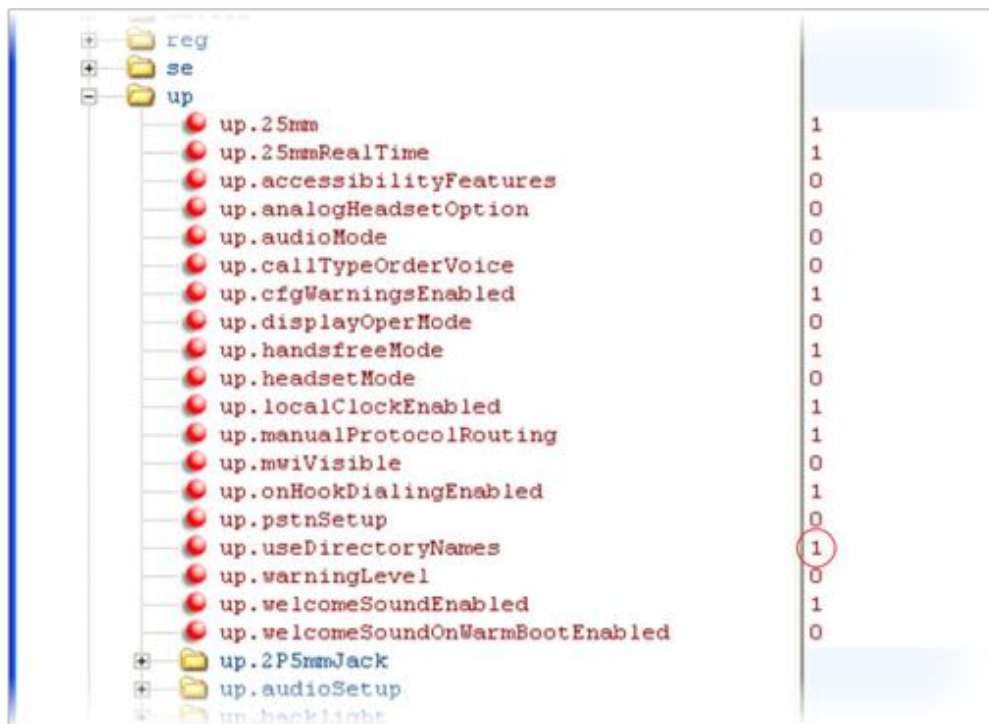 reg
se
up
up.25mm 1
up.25mmRealTime 1
up.accessibilityFeatures 0
up.analogHeadsetOption 0
up.audioMode 0
up.callTypeOrderVoice 0
up.cfgWarningsEnabled 1
up.displayOperMode 0
up.handsfreeMode 1
up.headsetMode 0
up.localClockEnabled 1
up.manualProtocolRouting 1
up.mwiVisible 0
up.onHookDialingEnabled 1
up.pstnSetup 0
up.useDirectoryNames 1
up.warningLevel 0
up.welcomeSoundEnabled 1
up.welcomeSoundOnWarmBootEnabled 0
up.2P5mmJack
up.audioSetup
up.backlight